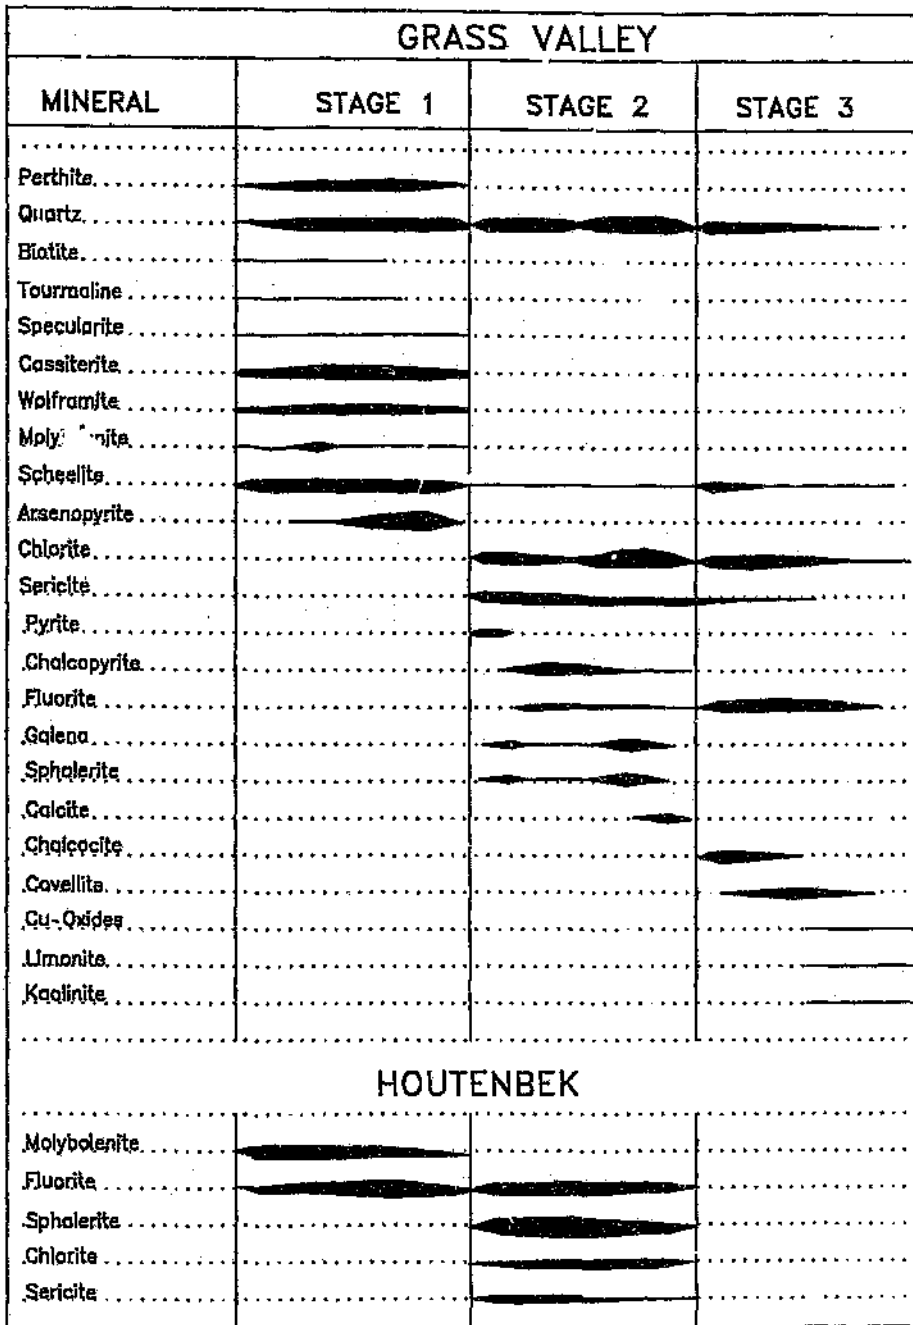 GRASS VALLEY
MINERAL STAGE 1 STAGE 2 STAGE 3
Perthite
Quartz
Biotite
Tourmaline
Specularite
Cassiterite
Wolframite
Scheelite
Arsenopyrite
Chlorite
Sericite
Pyrite
Chalcopyrite
Fluorite
Galena
Sphalerite
Calcite
Chalcocite
Covellite
Cu-Oxides
Limonite
Kaolinite
HOUTENBEK
Molybolenite
Fluorite
Sphalerite
Chlorite
Sericite